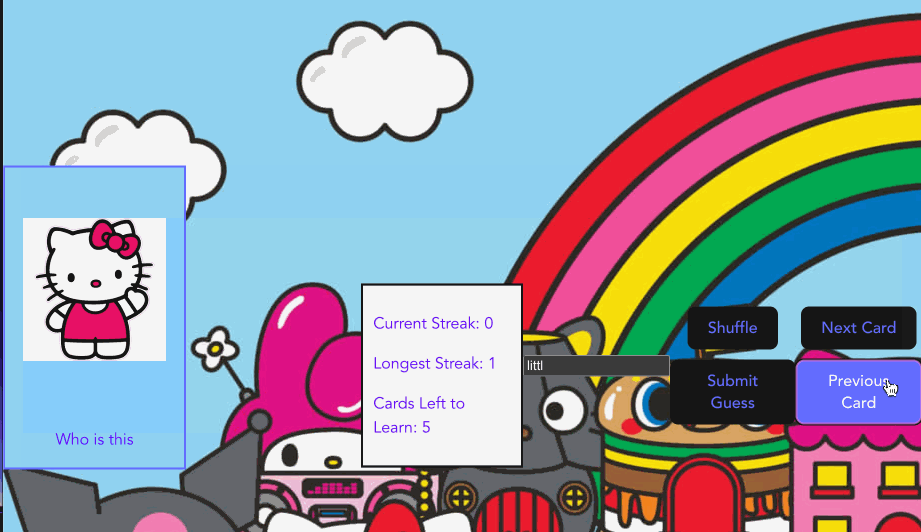 Who is this
Current Streak: 0
Longest Streak: 1
Cards Left to
Learn: 5
littl
Shuffle
Next Card
Submit
Guess
Previous
Card